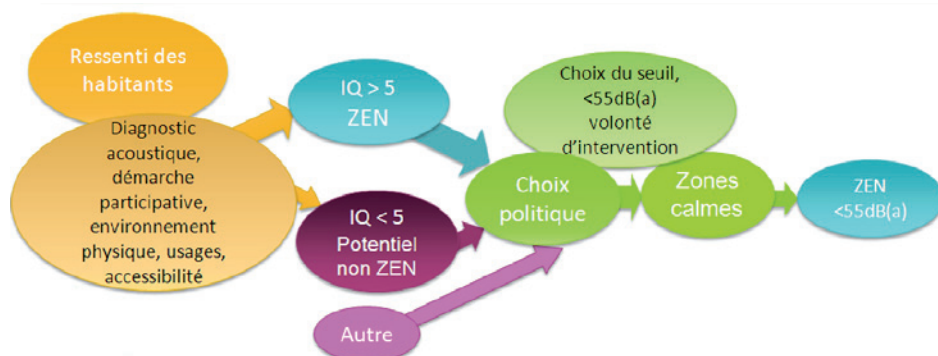 Ressenti des
habitants
Diagnostic
acoustique,
démarche
participative,
environnement
physique, usages,
accessibilité
IQ > 5
ZEN
IQ < 5
Potentiel
non ZEN
Autre
Choix
politique
Choix du seuil,
<55dB(a)
volonté
d'intervention
Zones
calmes
ZEN
<55dB(a)